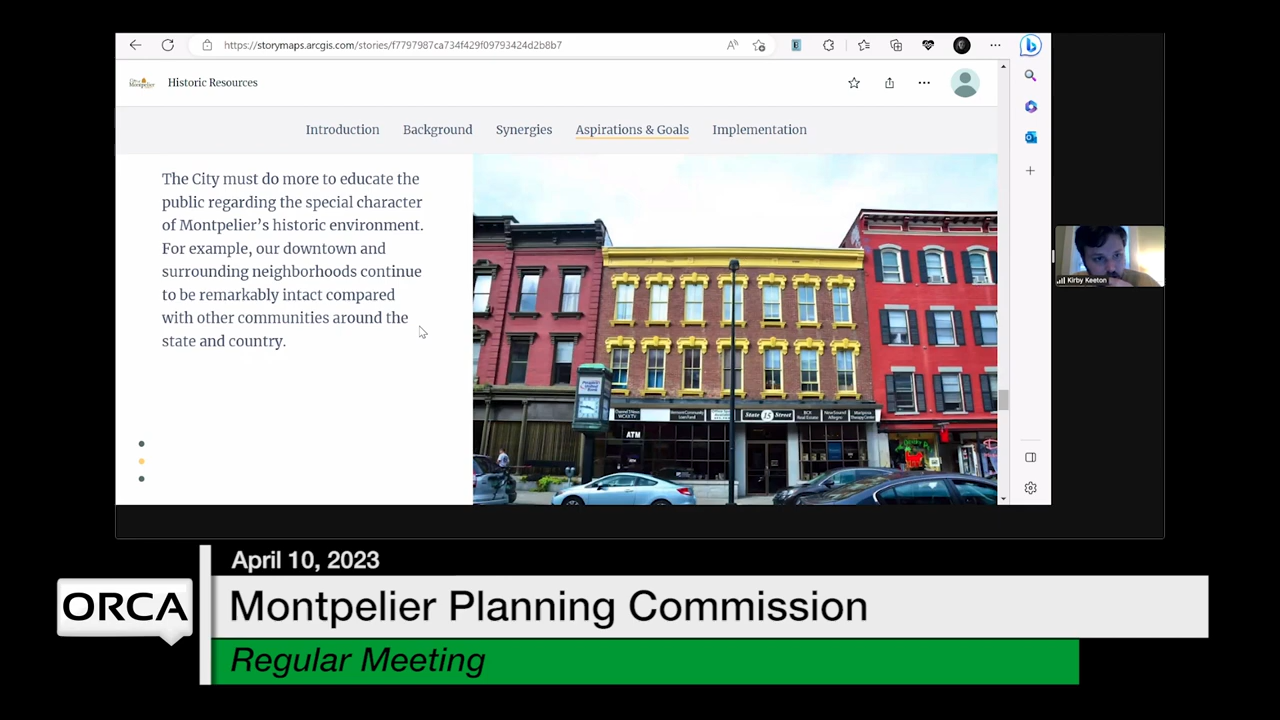 https://storymaps.arcgis.com/stories/f7797987ca734f429f09793424d2b8b7
Montpelier
Historic Resources
Introduction
Background
Synergies
Aspirations & Goals
Implementation
The City must do more to educate the
public regarding the special character
of Montpelier's historic environment.
For example, our downtown and
surrounding neighborhoods continue
to be remarkably intact compared
with other communities around the
state and country.
ATM
State 15 Street
Kirby Keeton
April 10, 2023
ORCA
Montpelier Planning Commission
Regular Meeting